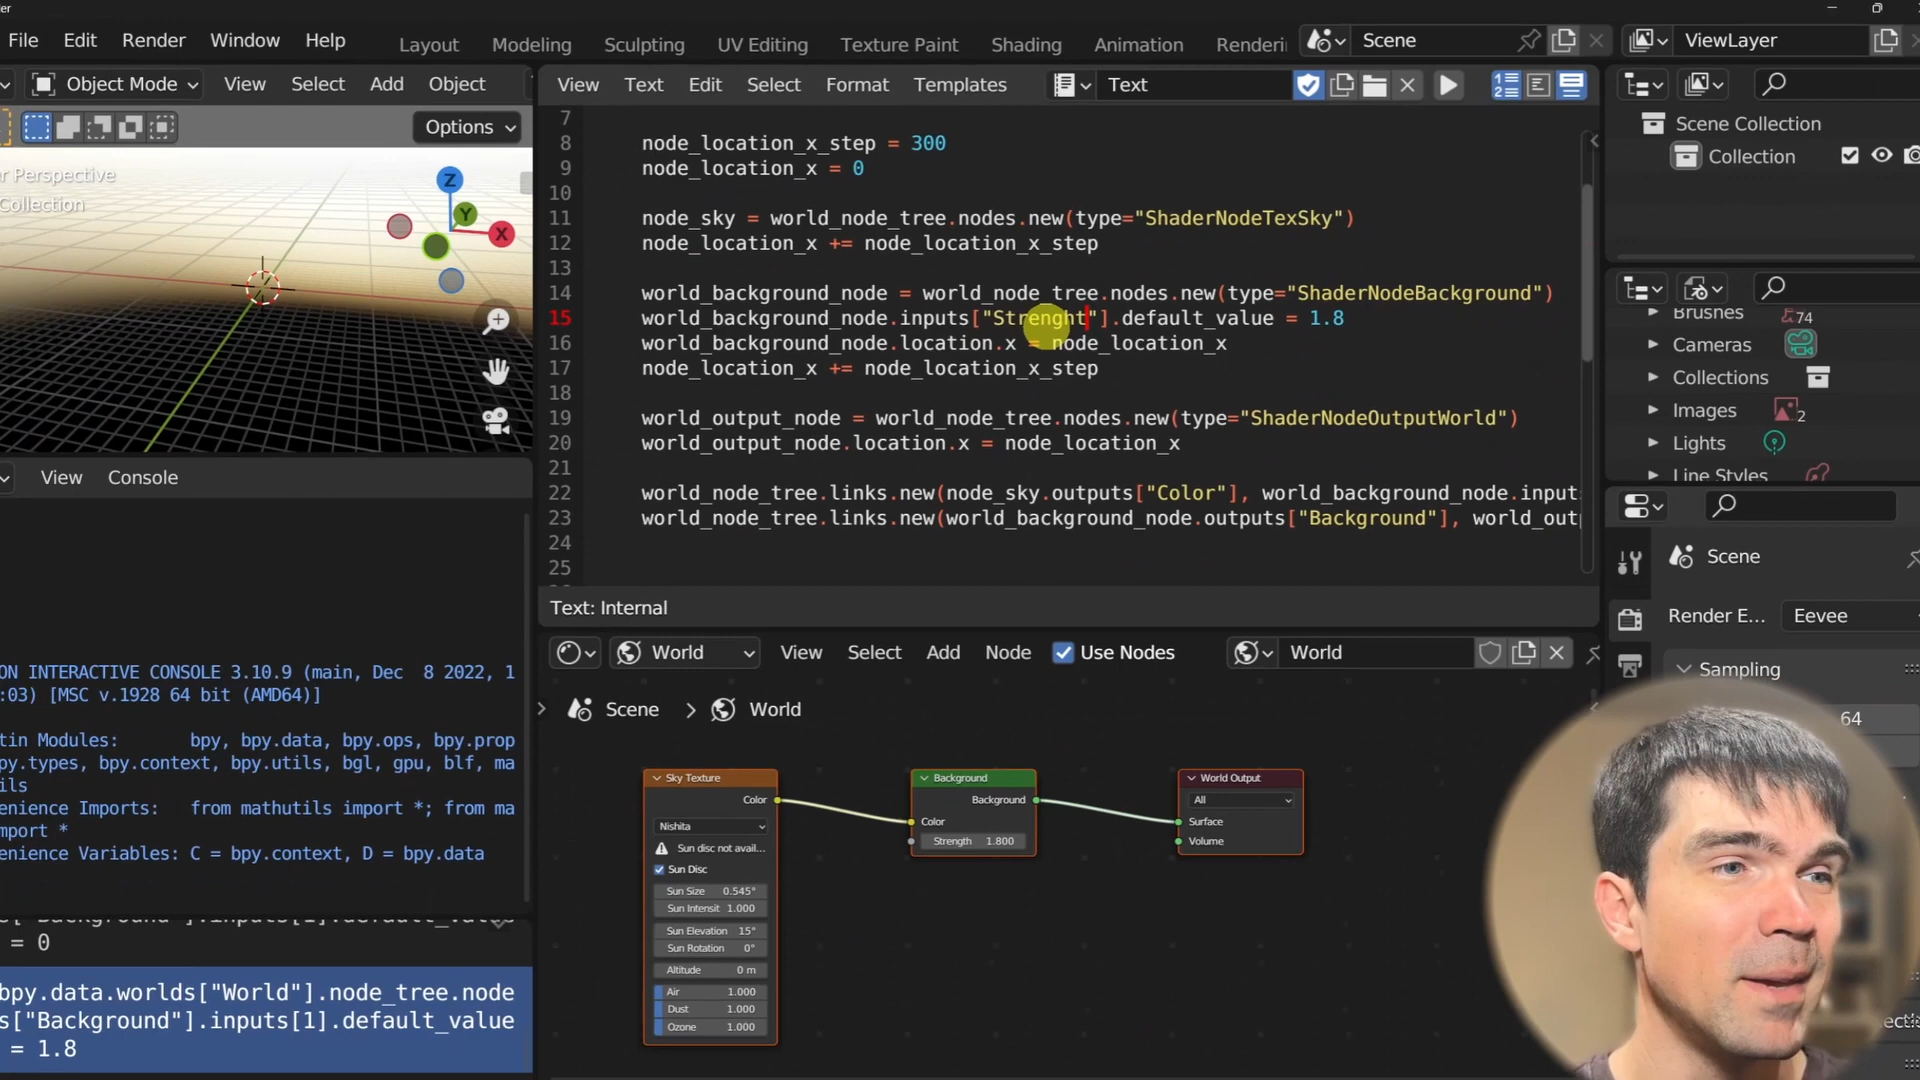 er
File Edit Render Window Help
Layout Modeling Sculpting UV Editing Texture Paint Shading Animation Renderi
Scene
ViewLayer
Object Mode View Select Add Object
View Text Edit Select Format Templates Text
Options
r Perspective
Collection
Z
Y
X
7
8 node_location_x_step = 300
9 node_location_x = 0
10
11 node_sky = world_node_tree.nodes.new(type="ShaderNodeTexSky")
12 node_location_x += node_location_x_step
13
14 world_background_node = world_node_tree.nodes.new(type="ShaderNodeBackground")
15 world_background_node.inputs["Strenght"].default_value = 1.8
16 world_background_node.location.x = node_location_x
17 node_location_x += node_location_x_step
18
19 world_output_node = world_node_tree.nodes.new(type="ShaderNodeOutputWorld")
20 world_output_node.location.x = node_location_x
21
22 world_node_tree.links.new(node_sky.outputs["Color"], world_background_node.input
23 world_node_tree.links.new(world_background_node.outputs["Background"], world_out
24
25
Text: Internal
Scene Collection
Collection
Brushes 74
Cameras
Collections
Images 2
Lights
Line Styles
Scene
Render E... Eevee
Sampling
64
View Console
ON INTERACTIVE CONSOLE 3.10.9 (main, Dec 8 2022, 1
:03) [MSC v.1928 64 bit (AMD64)]
tin Modules: bpy, bpy.data, bpy.ops, bpy.prop
py.types, bpy.context, bpy.utils, bgl, gpu, blf, ma
ils
enience Imports: from mathutils import *; from ma
mport *
enience Variables: C = bpy.context, D = bpy.data
s["Background"].inputs[1].default_value
= 0
bpy.data.worlds["World"].node_tree.node
s["Background"].inputs[1].default_value
= 1.8
World View Select Add Node Use Nodes World
Scene > World
Sky Texture
Color
Nishita
Sun disc not avail...
Sun Disc
Sun Size 0.545°
Sun Intensit 1.000
Sun Elevation 15°
Sun Rotation 0°
Altitude 0 m
Air 1.000
Dust 1.000
Ozone 1.000
Background
Background
Color
Strength 1.800
World Output
All
Surface
Volume